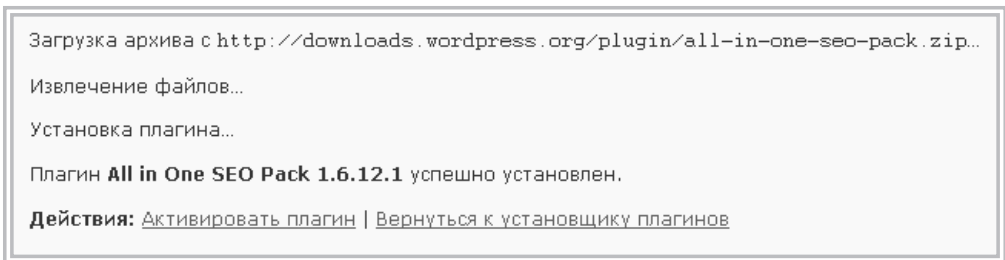 Загрузка архива с http://downloads.wordpress.org/plugin/all-in-one-seo-pack.zip…
Извлечение файлов…
Установка плагина…
Плагин All in One SEO Pack 1.6.12.1 успешно установлен.
Действия: Активировать плагин | Вернуться к установщику плагинов